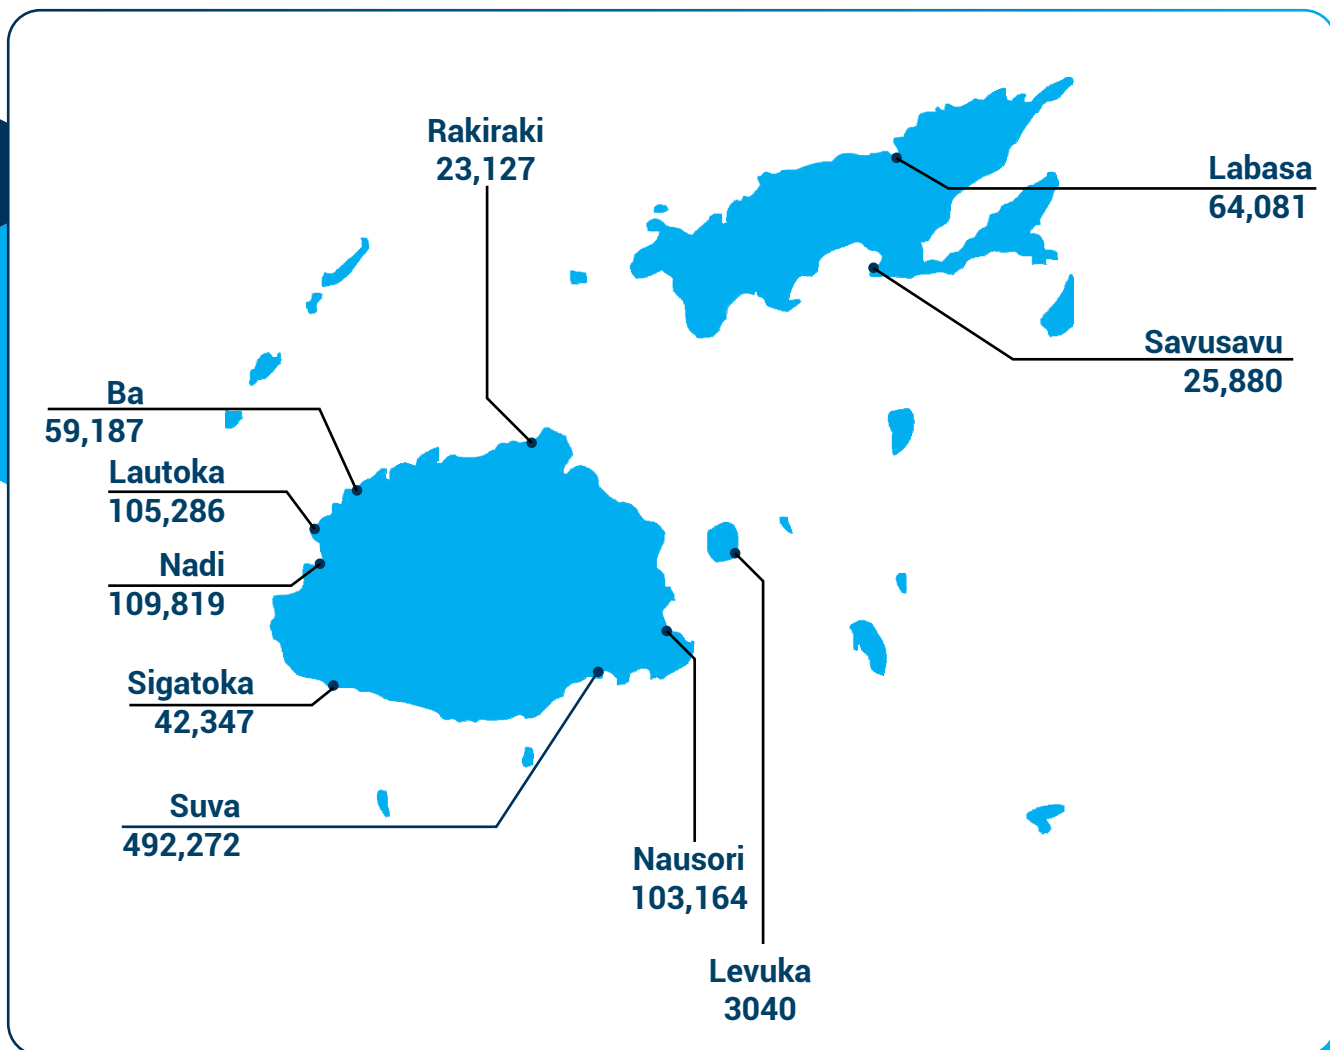 Rakiraki
23,127
Labasa
64,081
Savusavu
25,880
Ba
59,187
Lautoka
105,286
Nadi
109,819
Sigatoka
42,347
Suva
492,272
Nausori
103,164
Levuka
3040